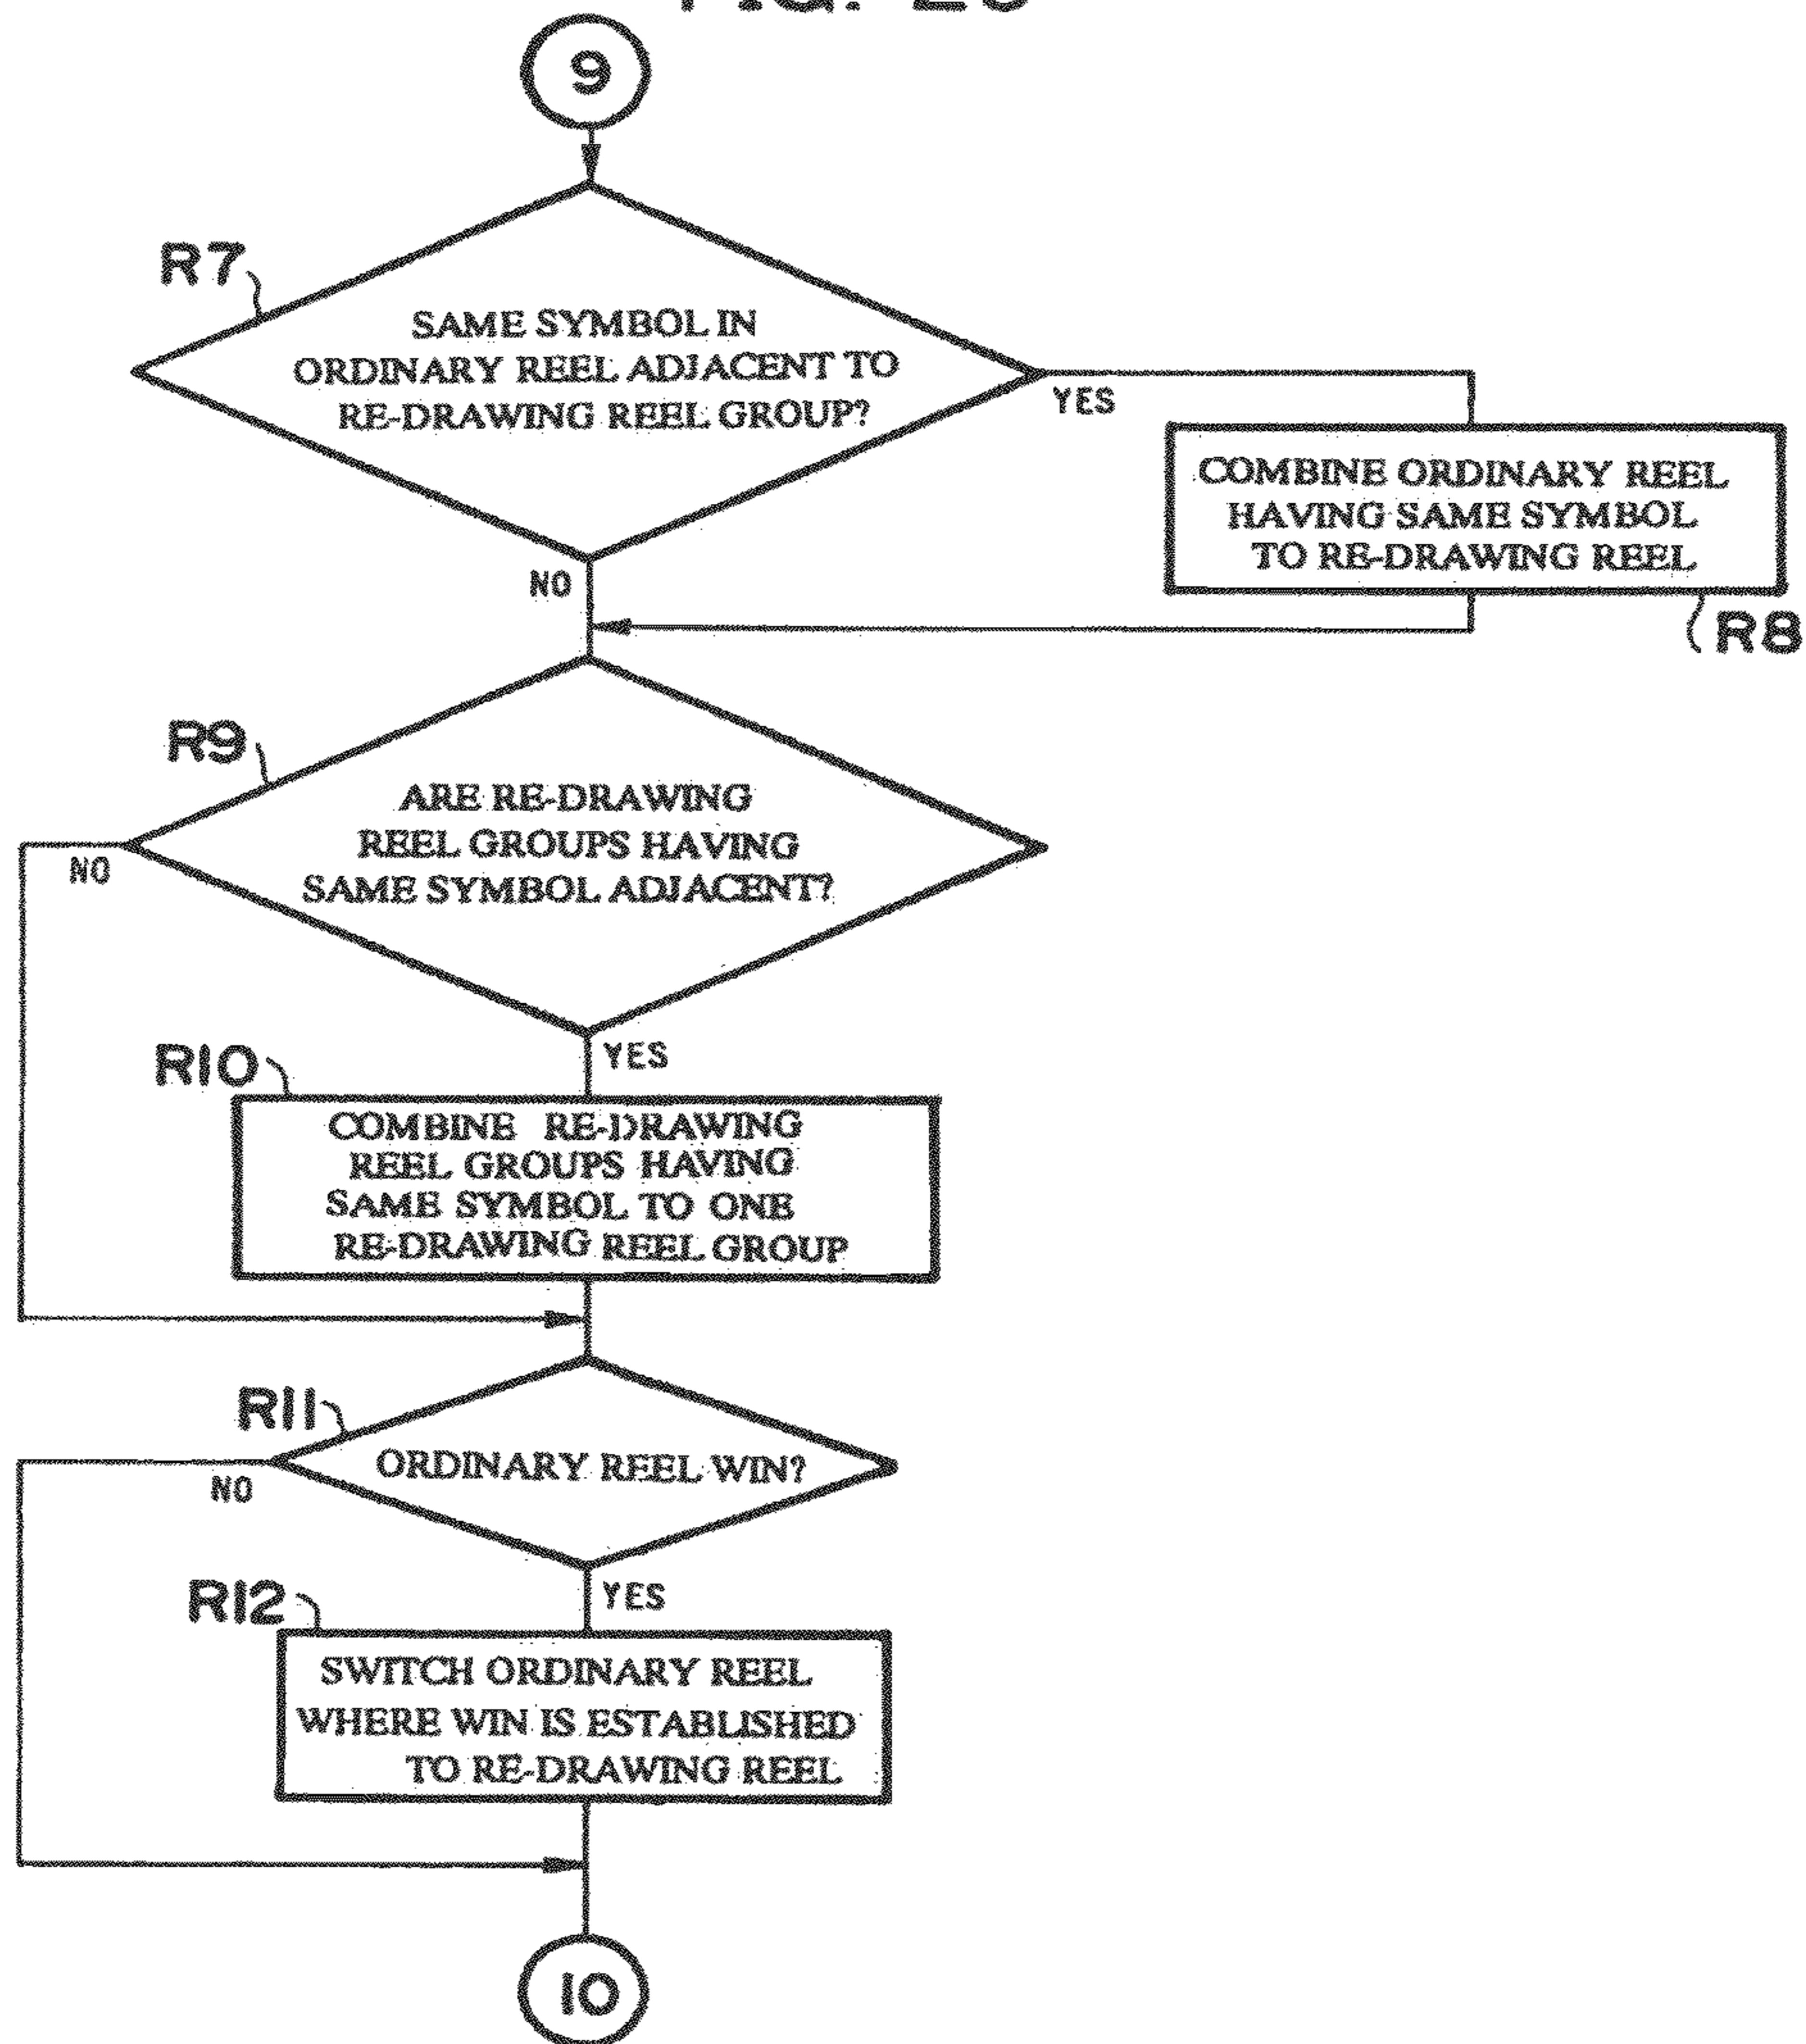 9
R7
SAME SYMBOL IN
ORDINARY REEL ADJACENT TO
RE-DRAWING REEL GROUP?
YES
COMBINE ORDINARY REEL
HAVING SAME SYMBOL
TO RE-DRAWING REEL
R8
NO
R9
ARE RE-DRAWING
REEL GROUPS HAVING
SAME SYMBOL ADJACENT?
NO
YES
R10
COMBINE RE-DRAWING
REEL GROUPS HAVING
SAME SYMBOL TO ONE
RE-DRAWING REEL GROUP
R11
ORDINARY REEL WIN?
NO
YES
R12
SWITCH ORDINARY REEL
WHERE WIN IS ESTABLISHED
TO RE-DRAWING REEL
10